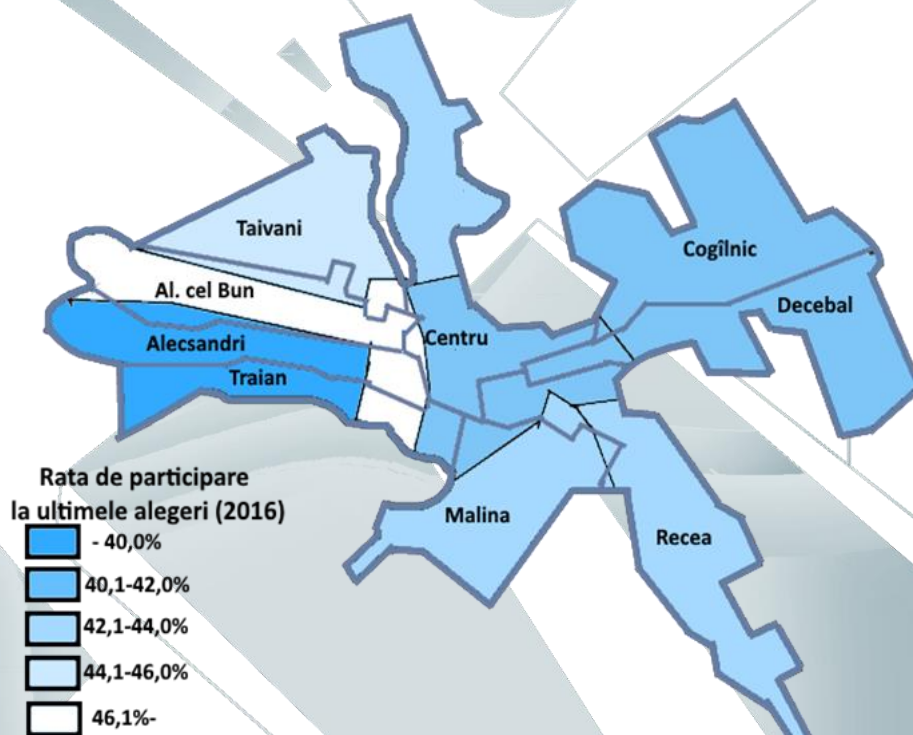 Taivani
Cogîlnic
Al. cel Bun
Decebal
Centru
Alecsandri
Traian
Rata de participare
la ultimele alegeri (2016)
- 40,0%
40,1-42,0%
42,1-44,0%
44,1-46,0%
46,1%-
Malina
Recea